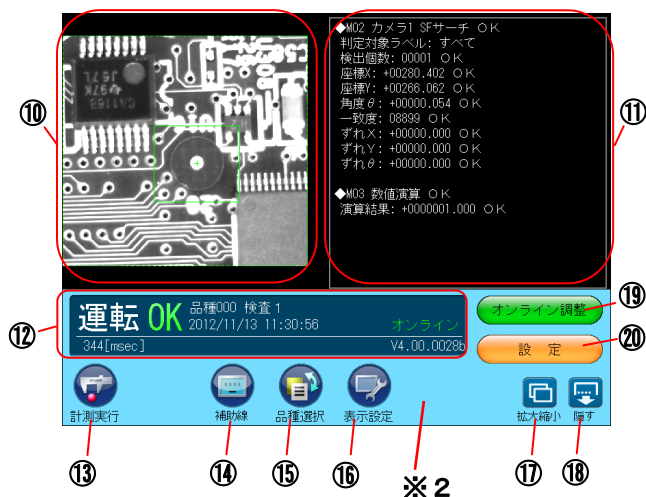 ◆M02 カメラ1 SFサーチ OK
判定対象ラベル: すべて
検出個数: 00001 OK
座標X: +00280.402 OK
座標Y: +00266.062 OK
角度θ: +00000.054 OK
一致度: 08899 OK
ずれX: +00000.000 OK
ずれY: +00000.000 OK
ずれθ: +00000.000 OK
◆M03 数値演算 OK
演算結果: +0000001.000 OK
J67L
⑩
⑪
⑫
運転 OK 品種000 検査1
2012/11/13 11:30:56 オンライン
344[msec] V4.00.0028b
オンライン調整
⑲
設 定
⑳
計測実行
補助線
品種選択
表示設定
拡大縮小
隠す
⑬
⑭
⑮
⑯
※2
⑰
⑱